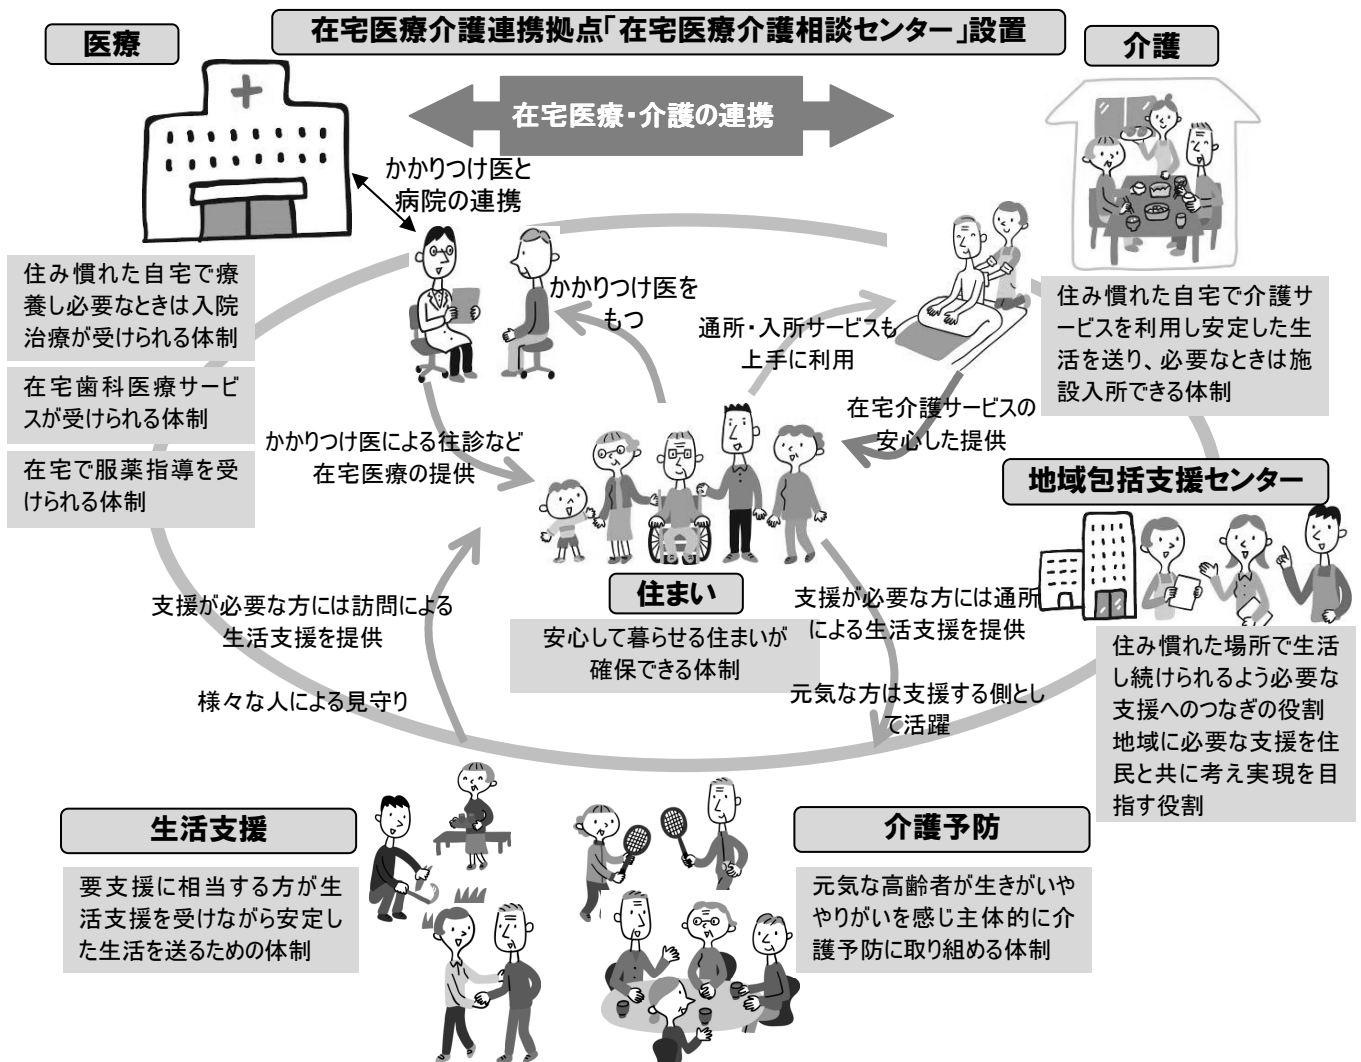 在宅医療介護連携拠点「在宅医療介護相談センター」設置
医療
介護
在宅医療・介護の連携
かかりつけ医と
病院の連携
住み慣れた自宅で療
養し必要なときは入院
治療が受けられる体制
在宅歯科医療サービ
スが受けられる体制
在宅で服薬指導を受
けられる体制
かかりつけ医を
もつ
通所・入所サービスも
上手に利用
住み慣れた自宅で介護サ
ービスを利用し安定した生
活を送り、必要なときは施
設入所できる体制
かかりつけ医による往診など
在宅医療の提供
在宅介護サービスの
安心した提供
地域包括支援センター
住み慣れた場所で生活
し続けられるよう必要な
支援へのつなぎの役割
地域に必要な支援を住
民と共に考え実現を目
指す役割
住まい
安心して暮らせる住まいが
確保できる体制
支援が必要な方には訪問による
生活支援を提供
様々な人による見守り
支援が必要な方には通所
による生活支援を提供
元気な方は支援する側とし
て活躍
生活支援
要支援に相当する方が生
活支援を受けながら安定し
た生活を送るための体制
介護予防
元気な高齢者が生きがいや
やりがいを感じ主体的に介
護予防に取り組める体制